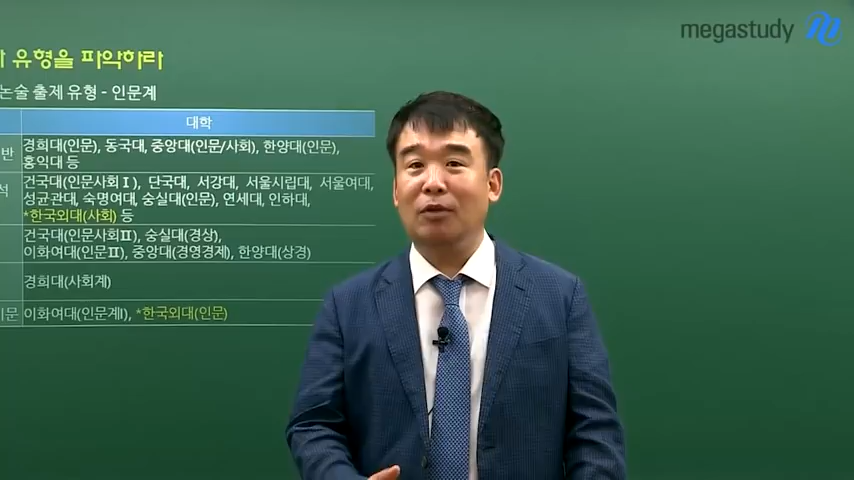 megastudy
유형을 파악하라
논술 출제 유형 - 인문계
대학
경희대(인문), 동국대, 중앙대(인문/사회), 한양대(인문),
반
홍익대 등
건국대(인문사회Ⅰ), 단국대, 서강대, 서울시립대, 서울여대,
석
성균관대, 숙명여대, 숭실대(인문), 연세대, 인하대,
*한국외대(사회) 등
건국대(인문사회Ⅱ), 숭실대(경상),
이화여대(인문Ⅱ), 중앙대(경영경제), 한양대(상경)
경희대(사회계)
문 이화여대(인문계Ⅰ), *한국외대(인문)